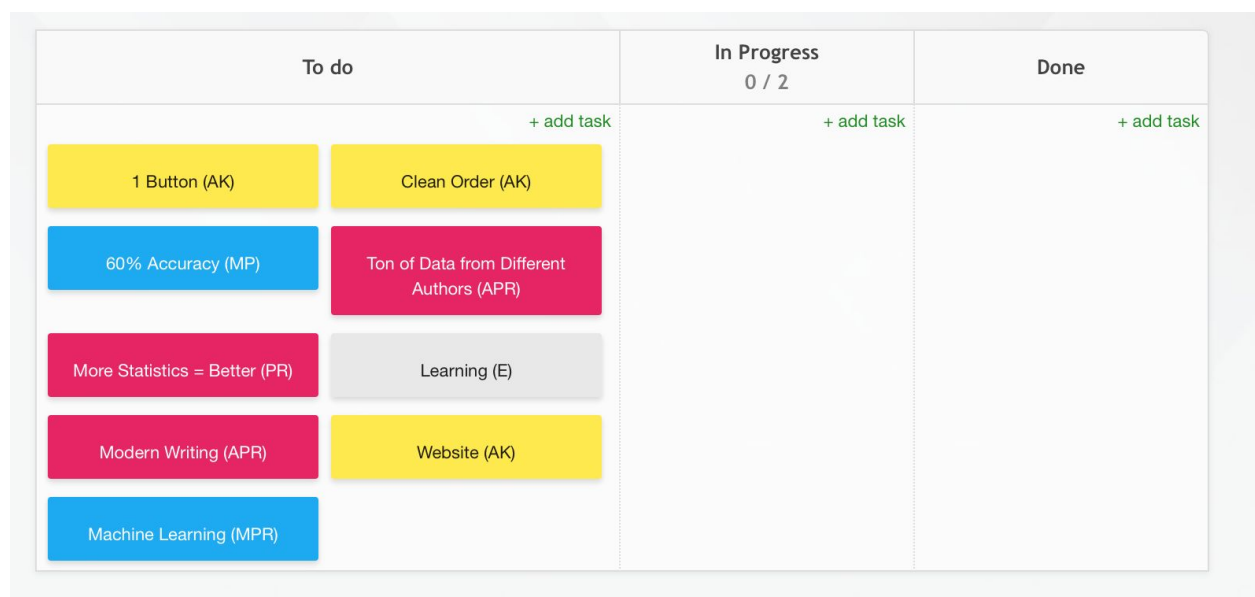 To do
In Progress
0 / 2
Done
+ add task
+ add task
+ add task
1 Button (AK)
Clean Order (AK)
60% Accuracy (MP)
Ton of Data from Different
Authors (APR)
More Statistics = Better (PR)
Learning (E)
Modern Writing (APR)
Website (AK)
Machine Learning (MPR)